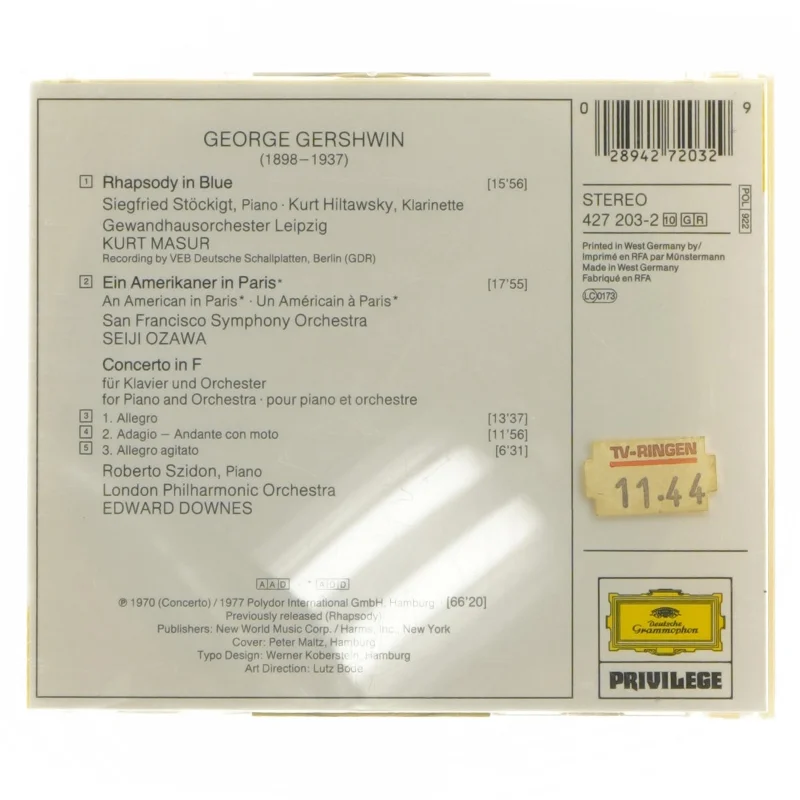 GEORGE GERSHWIN
(1898–1937)
1 Rhapsody in Blue [15'56]
Siegfried Stöckigt, Piano · Kurt Hiltawsky, Klarinette
Gewandhausorchester Leipzig
KURT MASUR
Recording by VEB Deutsche Schallplatten, Berlin (GDR)
2 Ein Amerikaner in Paris* [17'55]
An American in Paris* · Un Américain à Paris*
San Francisco Symphony Orchestra
SEIJI OZAWA
Concerto in F
für Klavier und Orchester
for Piano and Orchestra · pour piano et orchestre
3 1. Allegro [13'37]
4 2. Adagio – Andante con moto [11'56]
5 3. Allegro agitato [6'31]
Roberto Szidon, Piano
London Philharmonic Orchestra
EDWARD DOWNES
AAD
℗ 1970 (Concerto) / 1977 Polydor International GmbH, Hamburg [66'20]
Previously released (Rhapsody)
Publishers: New World Music Corp. / Harms, Inc., New York
Cover: Peter Maltz, Hamburg
Typo Design: Werner Koberstein, Hamburg
Art Direction: Lutz Bode
0 28942 72032 9
STEREO
427 203-2 10 GR
POL 922
Printed in West Germany by/
Imprimé en RFA par Münstermann
Made in West Germany
Fabriqué en RFA
LC 0173
TV-RINGEN
11.44
Deutsche
Grammophon
PRIVILEGE